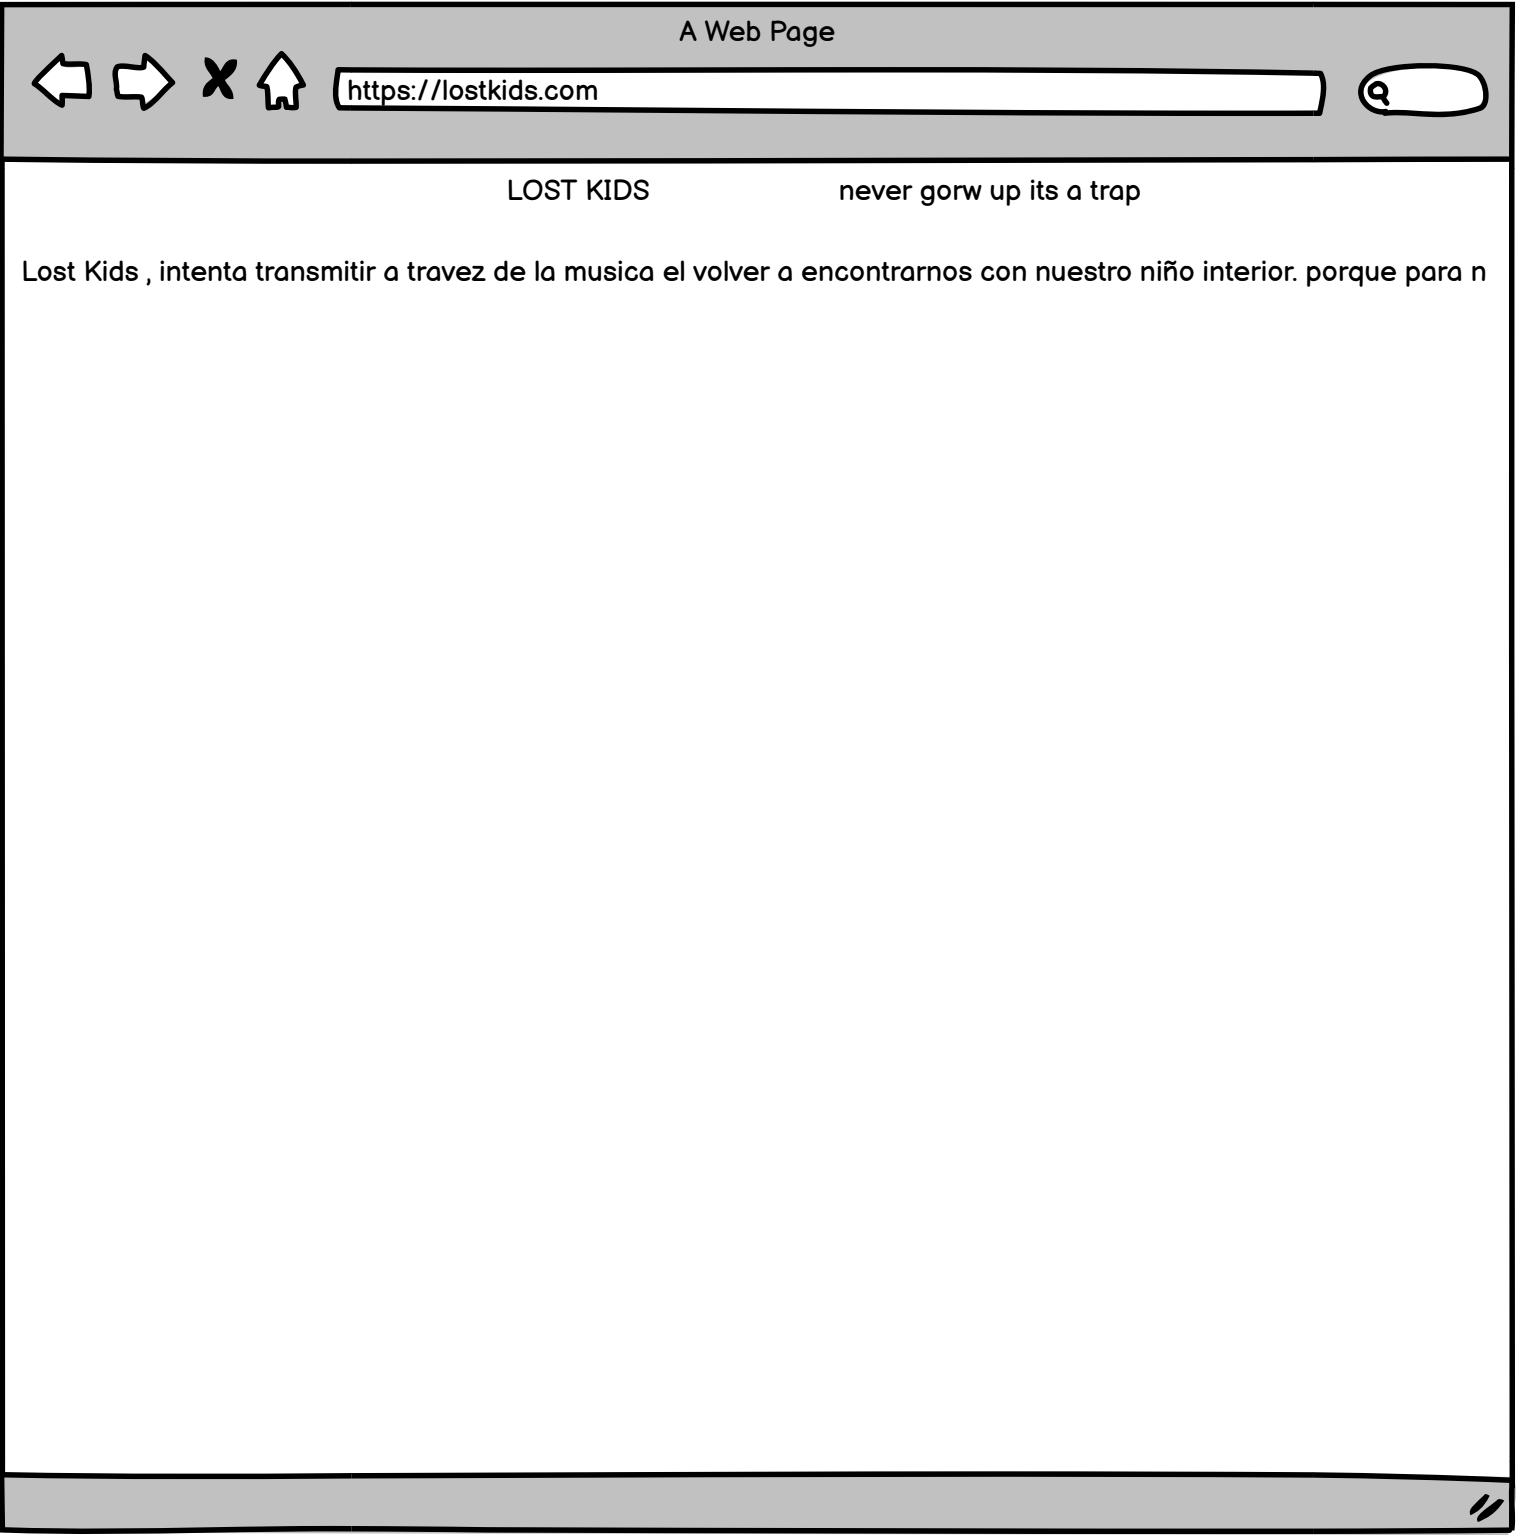 A Web Page
https://lostkids.com
LOST KIDS never gorw up its a trap
Lost Kids , intenta transmitir a travez de la musica el volver a encontrarnos con nuestro niño interior. porque para n